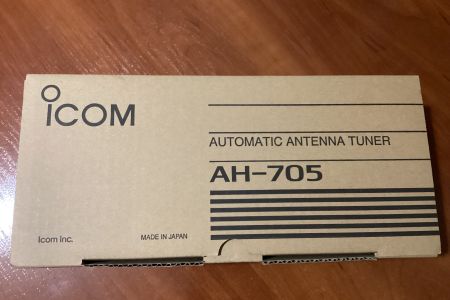 ICOM
AUTOMATIC ANTENNA TUNER
AH-705
Icom Inc.
MADE IN JAPAN